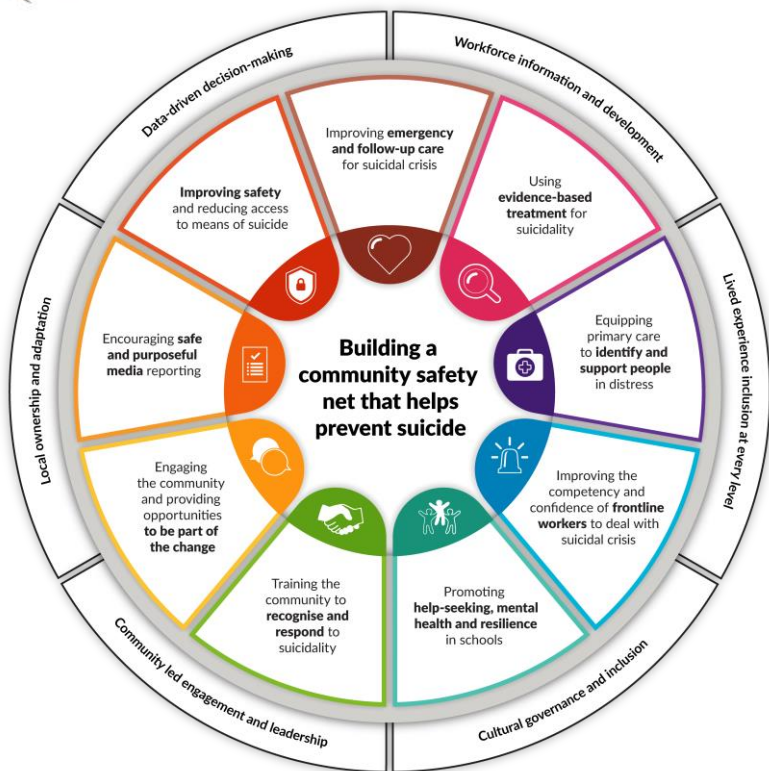 Data-driven decision-making
Workforce information and development
Lived experience inclusion at every level
Cultural governance and inclusion
Community led engagement and leadership
Local ownership and adaptation
Improving emergency
and follow-up care
for suicidal crisis
Using
evidence-based
treatment for
suicidality
Equipping
primary care
to identify and
support people
in distress
Improving the
competency and
confidence of frontline
workers to deal with
suicidal crisis
Promoting
help-seeking, mental
health and resilience
in schools
Training the
community to
recognise and
respond to
suicidality
Engaging
the community
and providing
opportunities
to be part of
the change
Encouraging safe
and purposeful
media reporting
Improving safety
and reducing access
to means of suicide
Building a
community safety
net that helps
prevent suicide